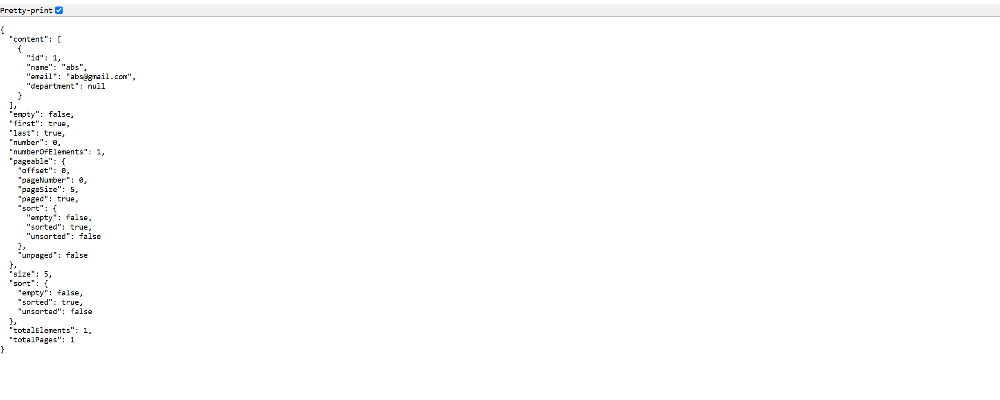 Pretty-print
{
  "content": [
    {
      "id": 1,
      "name": "abs",
      "email": "abs@gmail.com",
      "department": null
    }
  ],
  "empty": false,
  "first": true,
  "last": true,
  "number": 0,
  "numberOfElements": 1,
  "pageable": {
    "offset": 0,
    "pageNumber": 0,
    "pageSize": 5,
    "paged": true,
    "sort": {
      "empty": false,
      "sorted": true,
      "unsorted": false
    },
    "unpaged": false
  },
  "size": 5,
  "sort": {
    "empty": false,
    "sorted": true,
    "unsorted": false
  },
  "totalElements": 1,
  "totalPages": 1
}